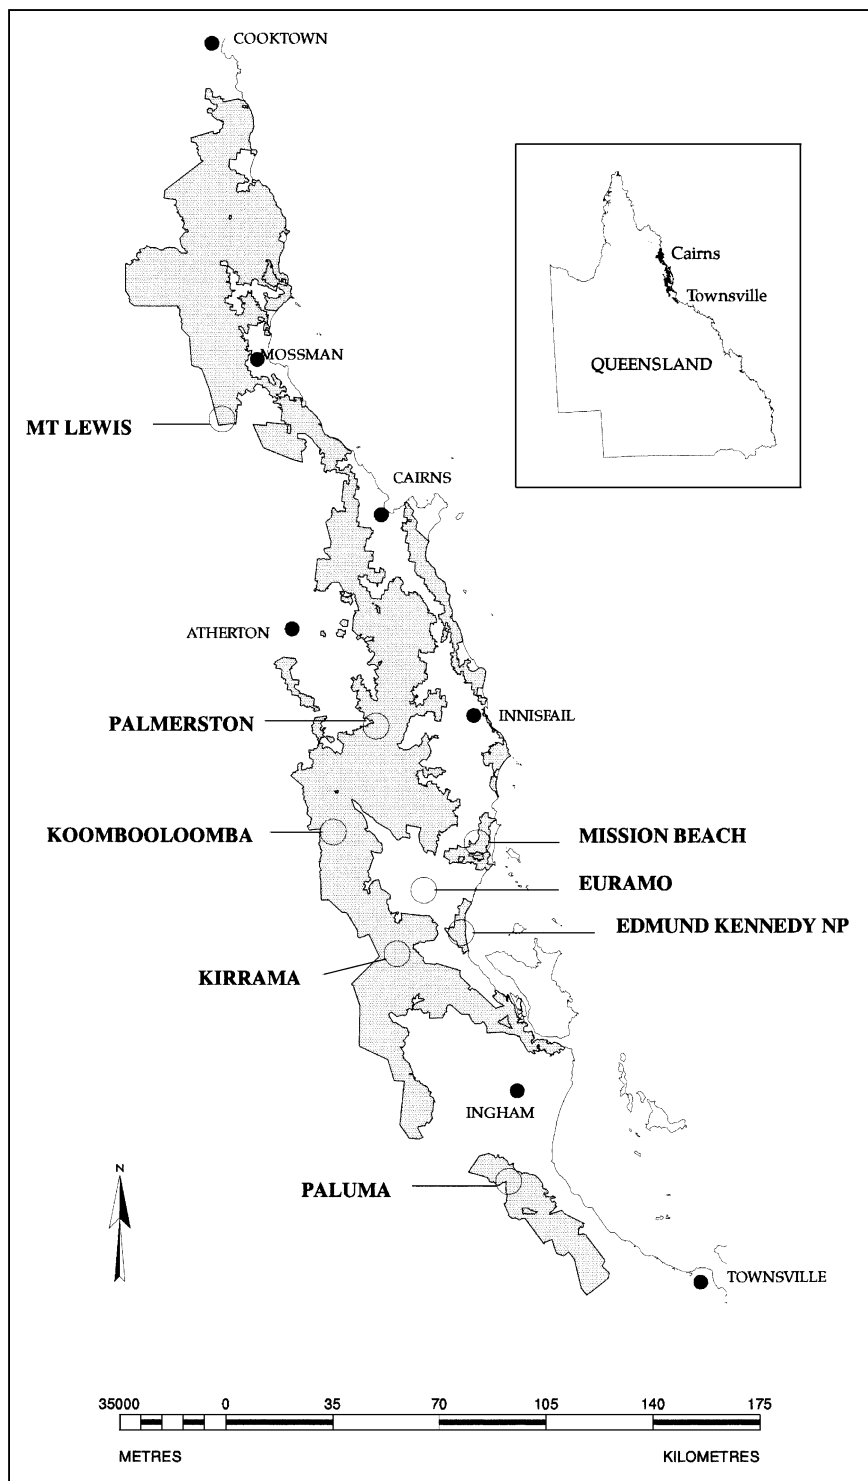 COOKTOWN
Cairns
Townsville
QUEENSLAND
MOSSMAN
MT LEWIS
CAIRNS
ATHERTON
PALMERSTON
INNISFAIL
KOOMBOOLOOMBA
MISSION BEACH
EURAMO
EDMUND KENNEDY NP
KIRRAMA
INGHAM
N
PALUMA
TOWNSVILLE
35000 0 35 70 105 140 175
METRES KILOMETRES